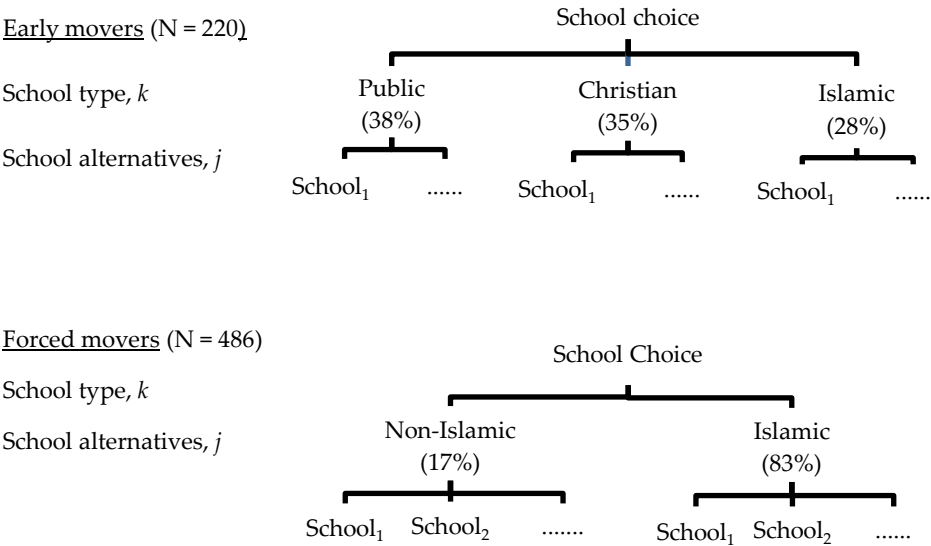 School choice
Early movers (N = 220)
School type, k
Public Christian Islamic
(38%) (35%) (28%)
School alternatives, j
School₁ ...... School₁ ...... School₁ ......
Forced movers (N = 486)
School Choice
School type, k
School alternatives, j
Non-Islamic Islamic
(17%) (83%)
School₁ School₂ ....... School₁ School₂ ......